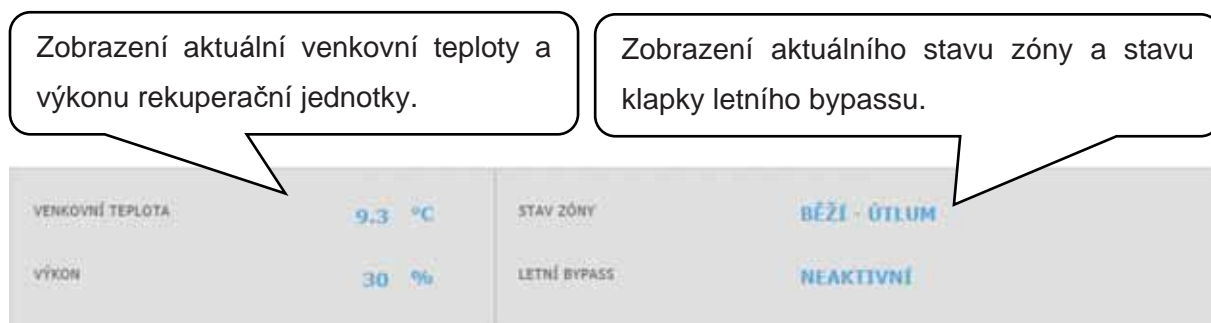 Zobrazení aktuální venkovní teploty a
výkonu rekuperační jednotky.
Zobrazení aktuálního stavu zóny a stavu
klapky letního bypassu.
VENKOVNÍ TEPLOTA 9.3 °C
VÝKON 30 %
STAV ZÓNY BĚŽÍ - ÚTLUM
LETNÍ BYPASS NEAKTIVNÍ